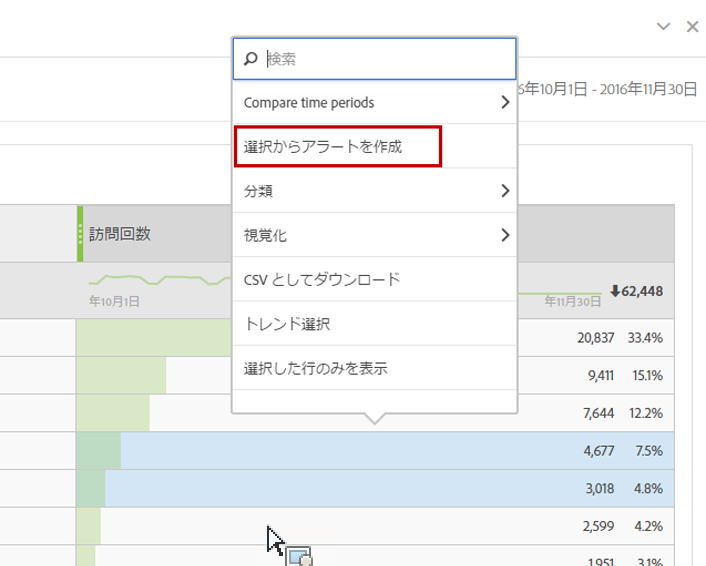 検索
6年10月1日 - 2016年11月30日
Compare time periods
選択からアラートを作成
分類
視覚化
CSV としてダウンロード
トレンド選択
選択した行のみを表示
訪問回数
年10月1日
年11月30日
62,448
20,837 33.4%
9,411 15.1%
7,644 12.2%
4,677 7.5%
3,018 4.8%
2,599 4.2%
1,951 3.1%